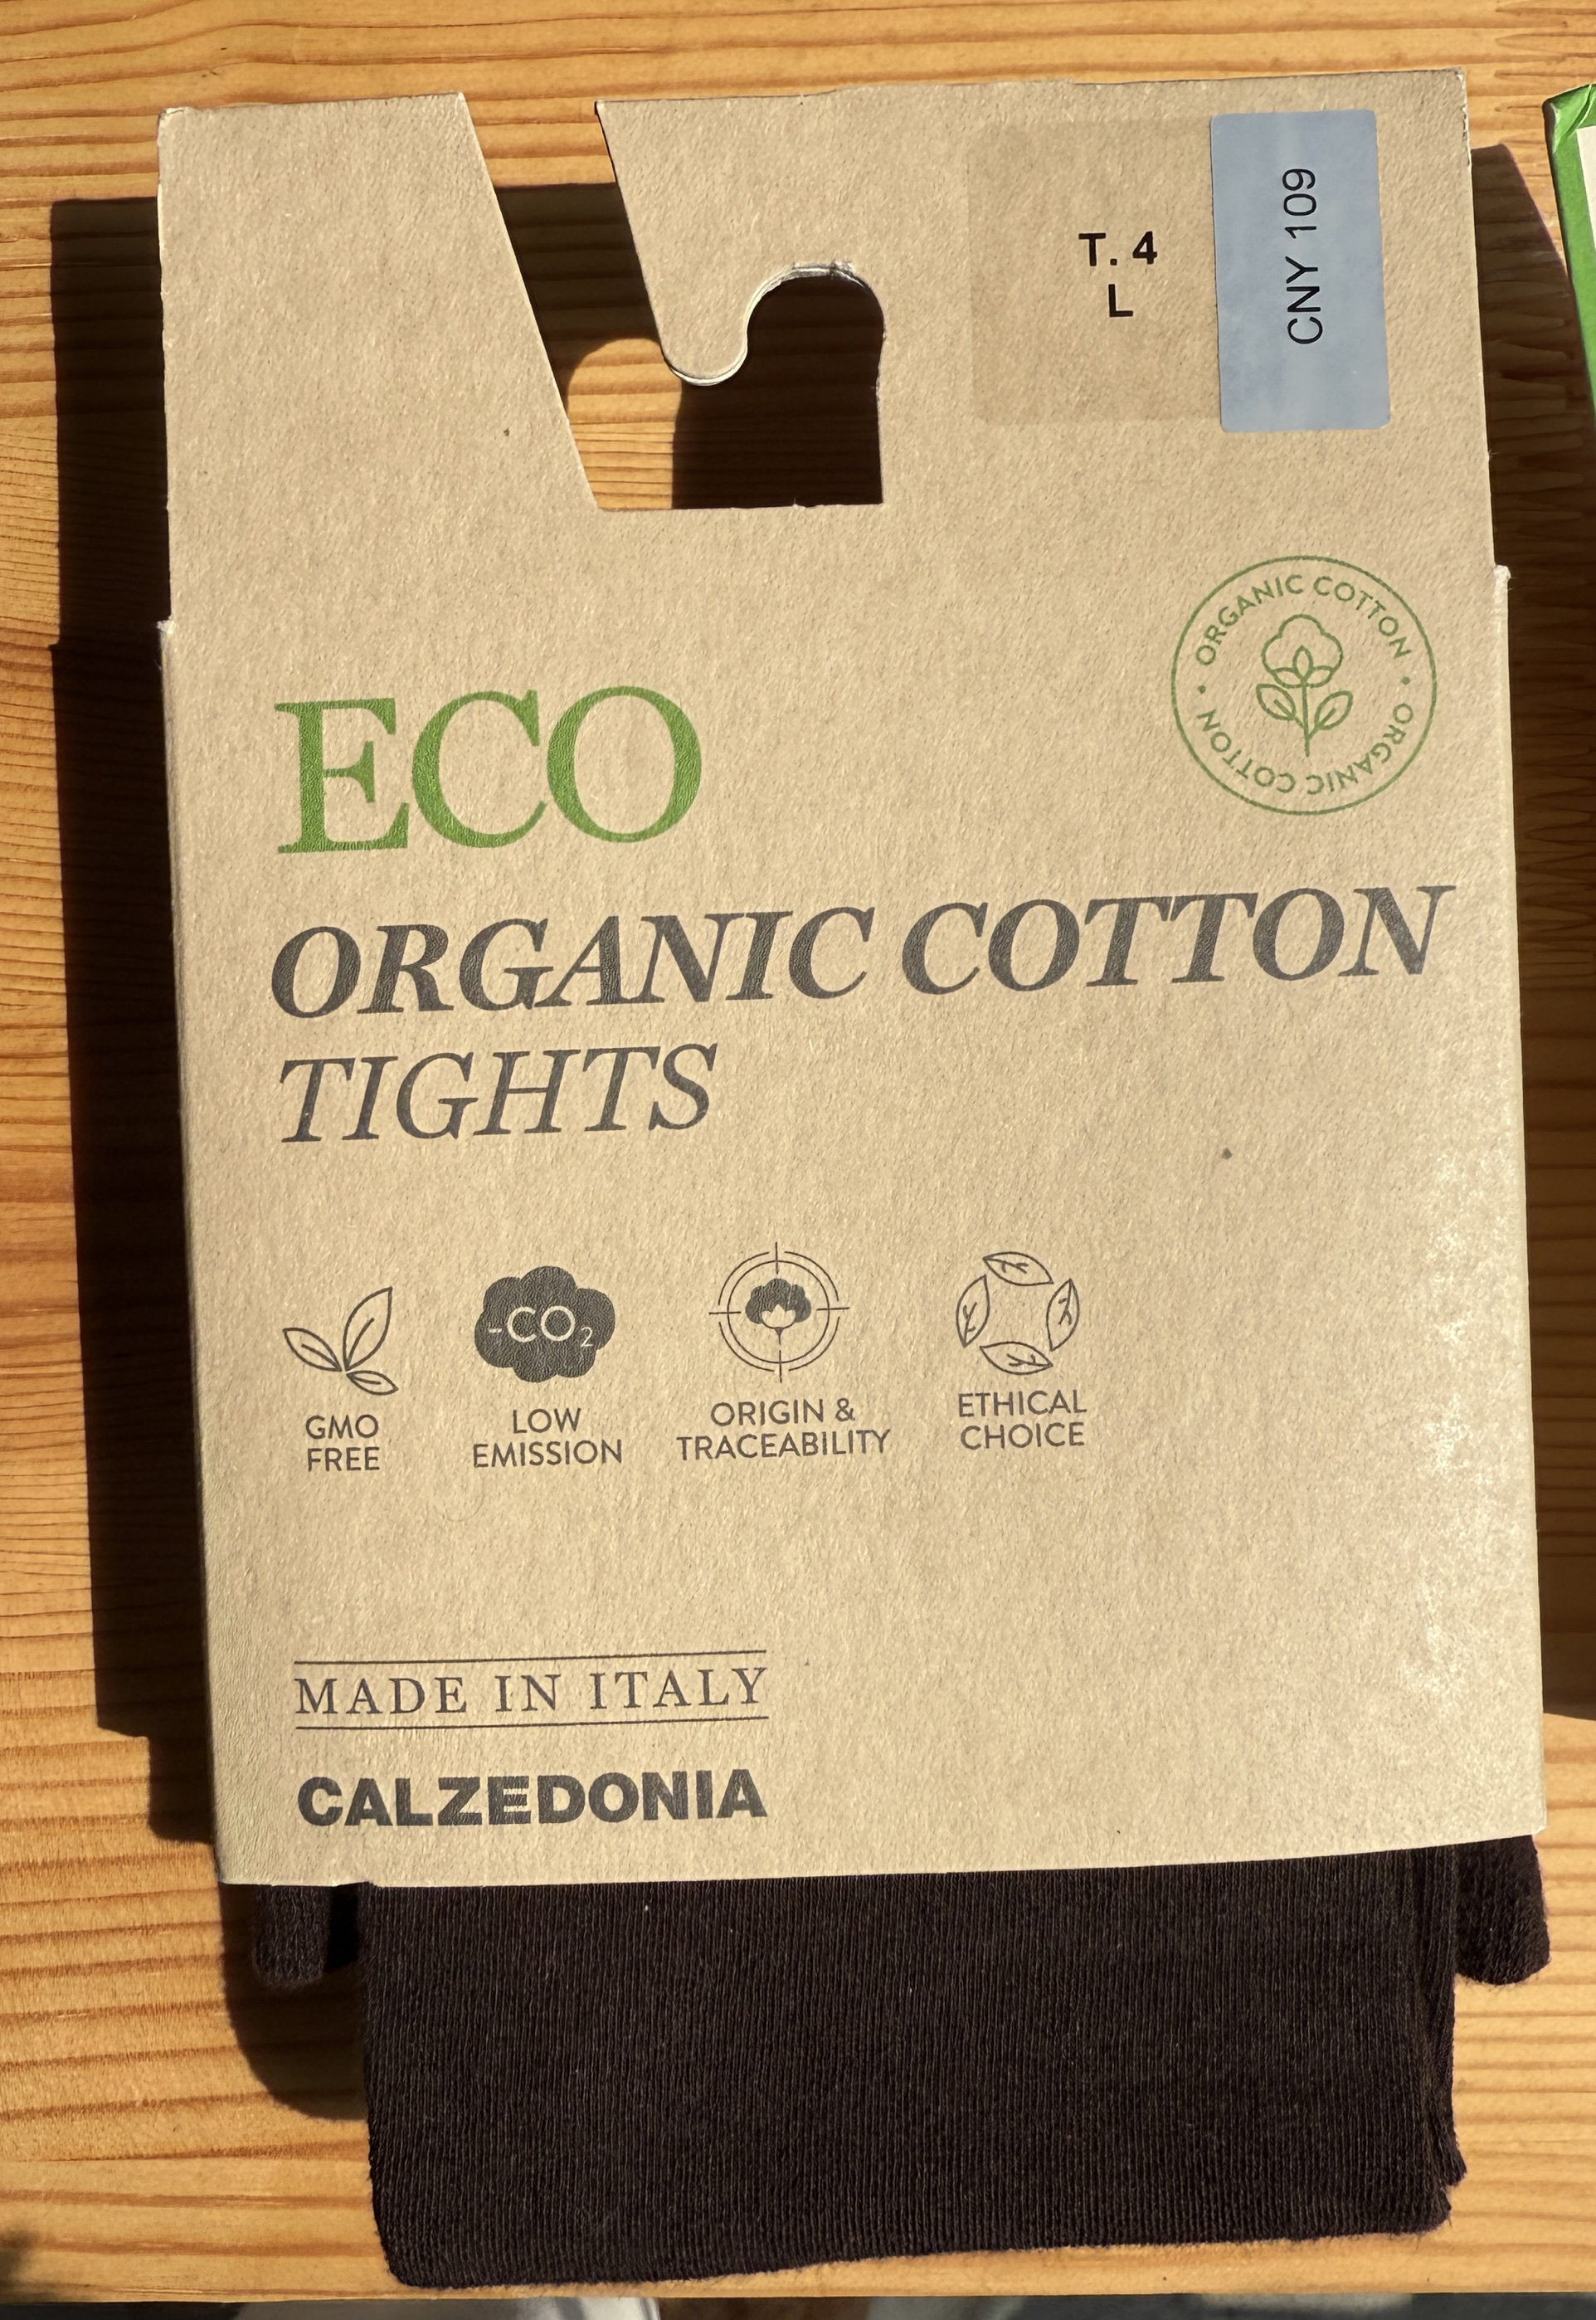 T. 4
L
CNY 109
ORGANIC COTTON • ORGANIC COTTON •
ECO
ORGANIC COTTON
TIGHTS
-CO₂
GMO
FREE
LOW
EMISSION
ORIGIN &
TRACEABILITY
ETHICAL
CHOICE
MADE IN ITALY
CALZEDONIA